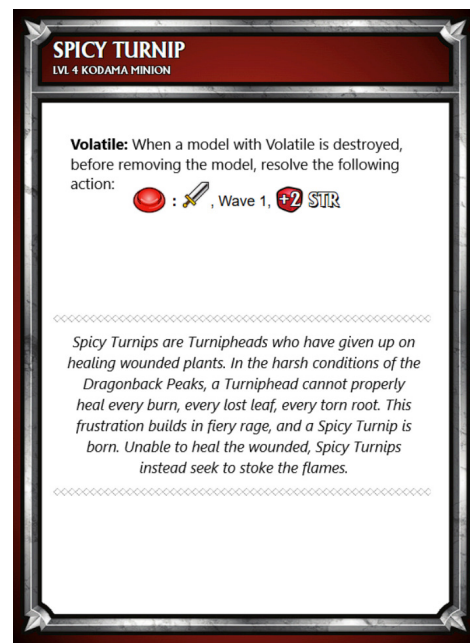 SPICY TURNIP
LVL 4 KODAMA MINION
Volatile: When a model with Volatile is destroyed,
before removing the model, resolve the following
action:
: , Wave 1, +2 STR
Spicy Turnips are Turnipheads who have given up on
healing wounded plants. In the harsh conditions of the
Dragonback Peaks, a Turniphead cannot properly
heal every burn, every lost leaf, every torn root. This
frustration builds in fiery rage, and a Spicy Turnip is
born. Unable to heal the wounded, Spicy Turnips
instead seek to stoke the flames.